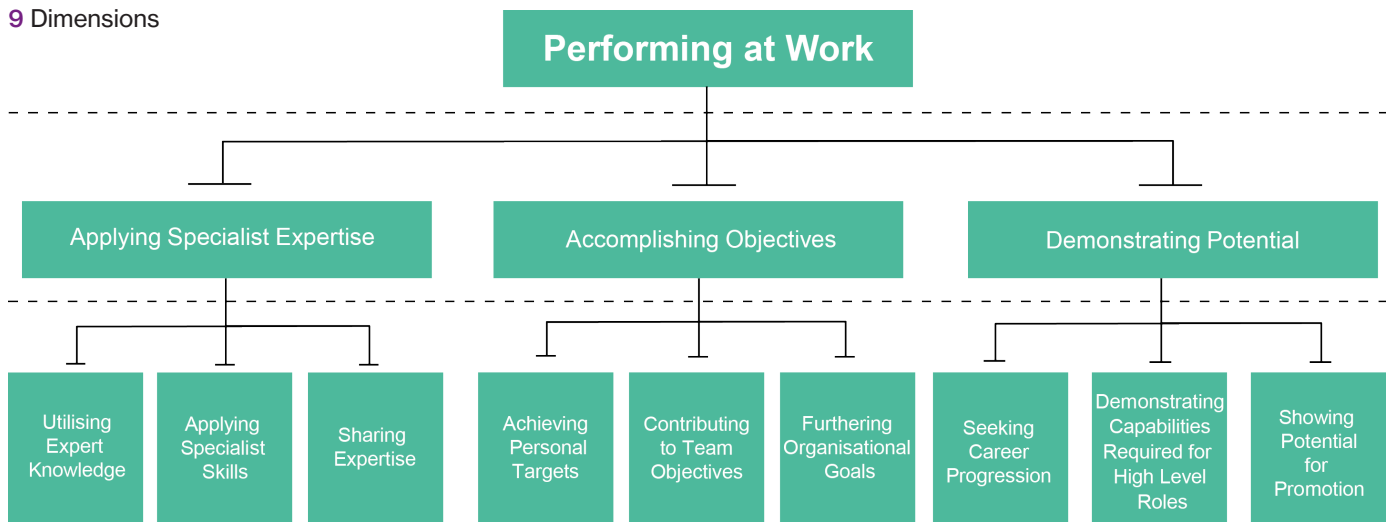 9 Dimensions
Performing at Work
Applying Specialist Expertise
Accomplishing Objectives
Demonstrating Potential
Utilising
Expert
Knowledge
Applying
Specialist
Skills
Sharing
Expertise
Achieving
Personal
Targets
Contributing
to Team
Objectives
Furthering
Organisational
Goals
Seeking
Career
Progression
Demonstrating
Capabilities
Required for
High Level
Roles
Showing
Potential
for
Promotion